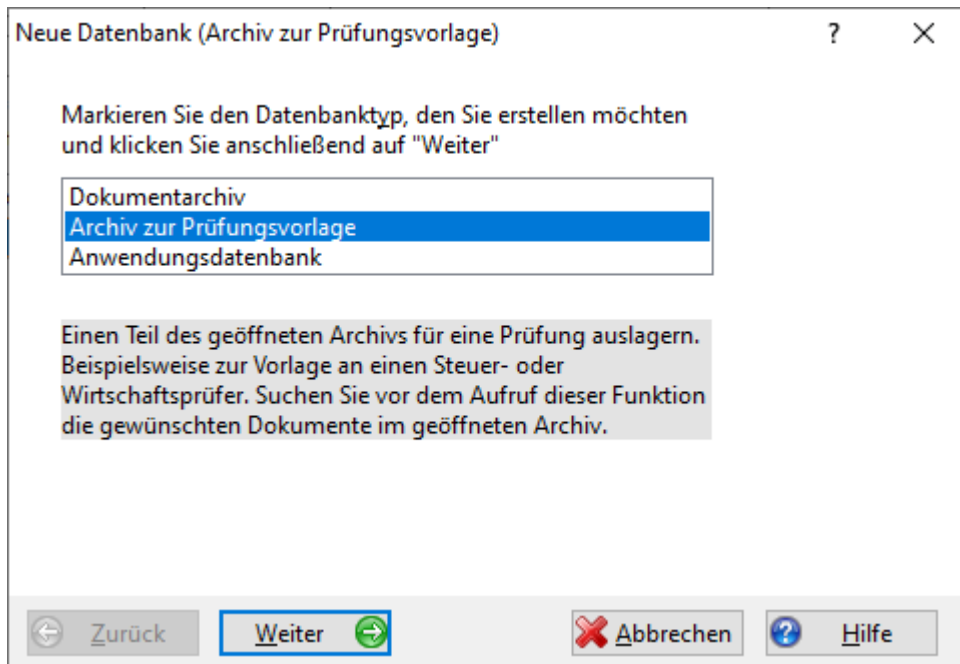 Neue Datenbank (Archiv zur Prüfungsvorlage)
?
Markieren Sie den Datenbanktyp, den Sie erstellen möchten
und klicken Sie anschließend auf "Weiter"
Dokumentarchiv
Archiv zur Prüfungsvorlage
Anwendungsdatenbank
Einen Teil des geöffneten Archivs für eine Prüfung auslagern.
Beispielsweise zur Vorlage an einen Steuer- oder
Wirtschaftsprüfer. Suchen Sie vor dem Aufruf dieser Funktion
die gewünschten Dokumente im geöffneten Archiv.
Zurück
Weiter
Abbrechen
? Hilfe